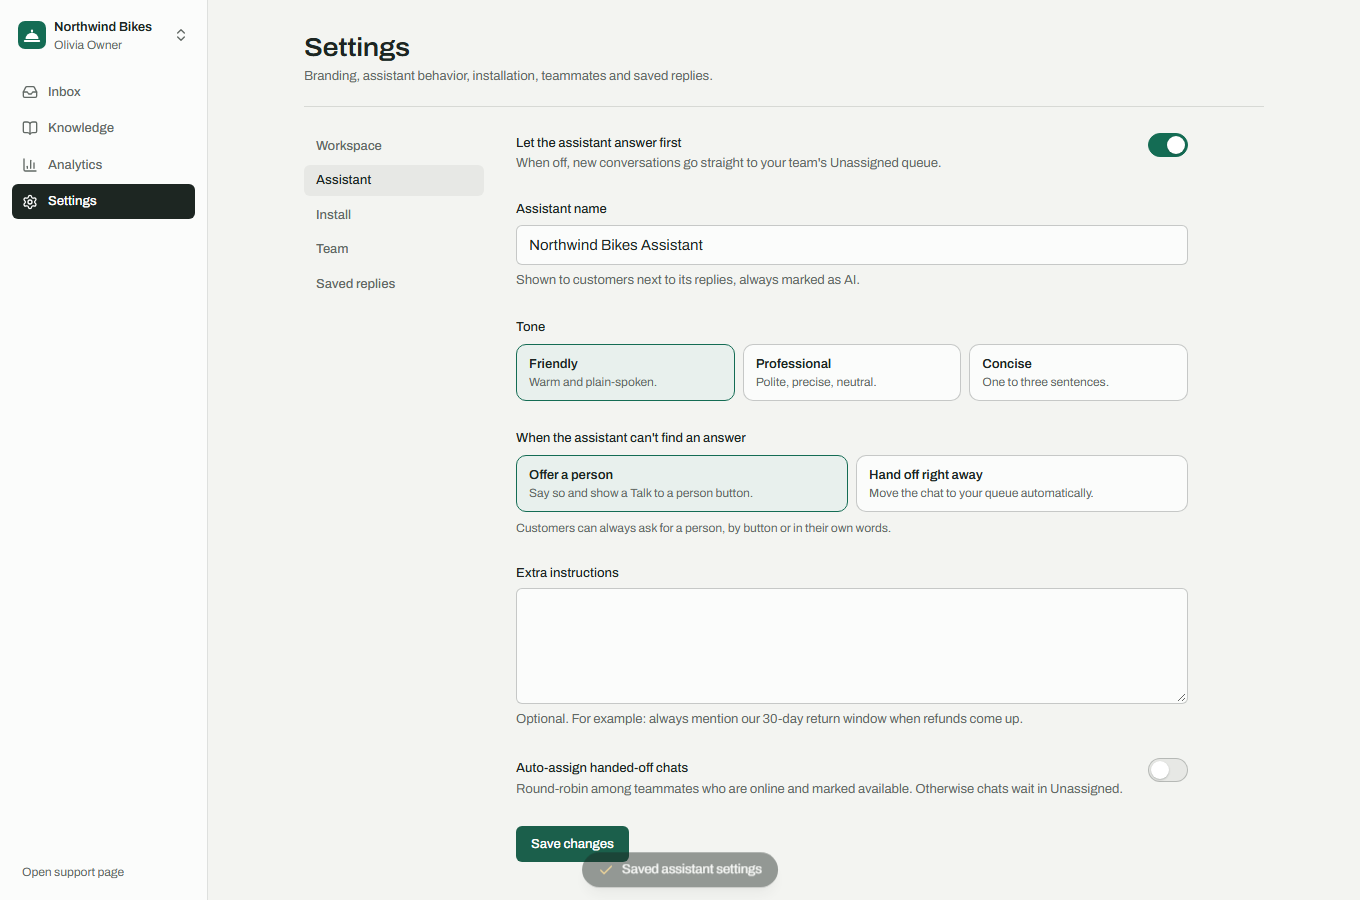 Northwind Bikes
Olivia Owner
Inbox
Knowledge
Analytics
Settings
Open support page
Settings
Branding, assistant behavior, installation, teammates and saved replies.
Workspace
Assistant
Install
Team
Saved replies
Let the assistant answer first
When off, new conversations go straight to your team's Unassigned queue.
Assistant name
Northwind Bikes Assistant
Shown to customers next to its replies, always marked as AI.
Tone
Friendly
Warm and plain-spoken.
Professional
Polite, precise, neutral.
Concise
One to three sentences.
When the assistant can't find an answer
Offer a person
Say so and show a Talk to a person button.
Hand off right away
Move the chat to your queue automatically.
Customers can always ask for a person, by button or in their own words.
Extra instructions
Optional. For example: always mention our 30-day return window when refunds come up.
Auto-assign handed-off chats
Round-robin among teammates who are online and marked available. Otherwise chats wait in Unassigned.
Save changes
Saved assistant settings